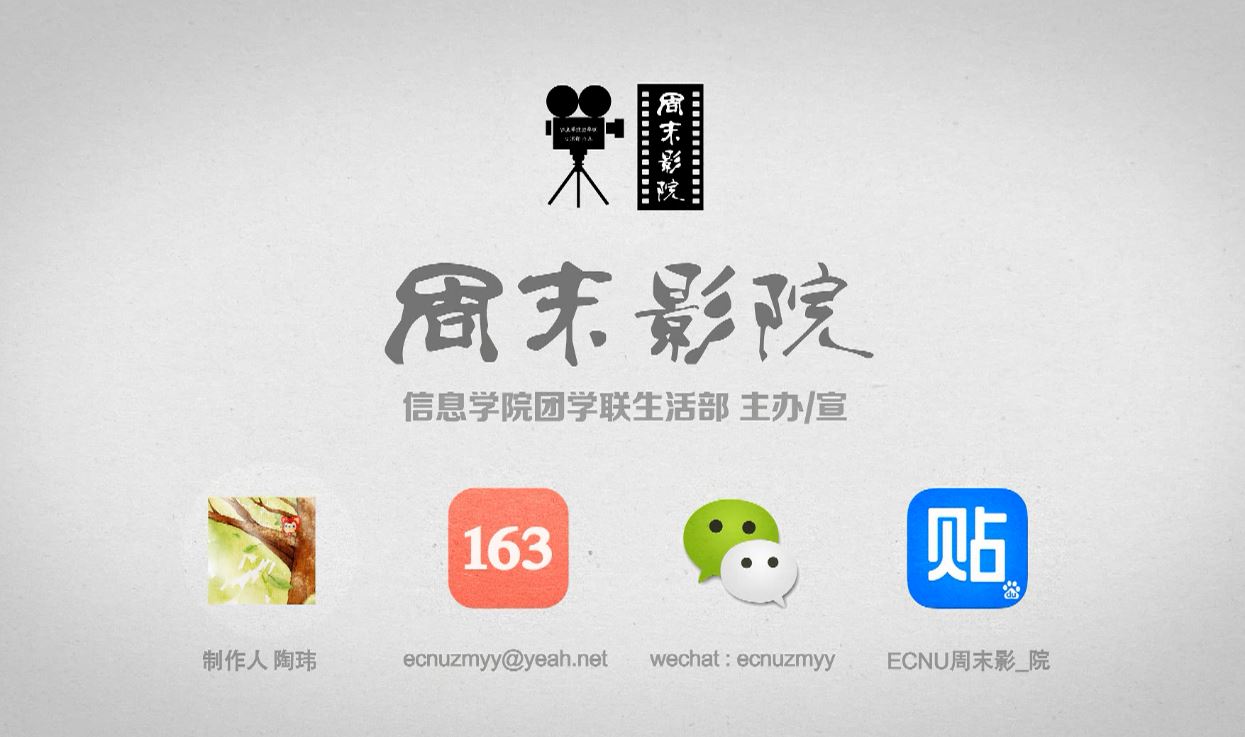 周末影院
周末影院
信息学院团学联生活部 主办/宣
163
贴
du
制作人 陶玮
ecnuzmyy@yeah.net
wechat : ecnuzmyy
ECNU周末影_院